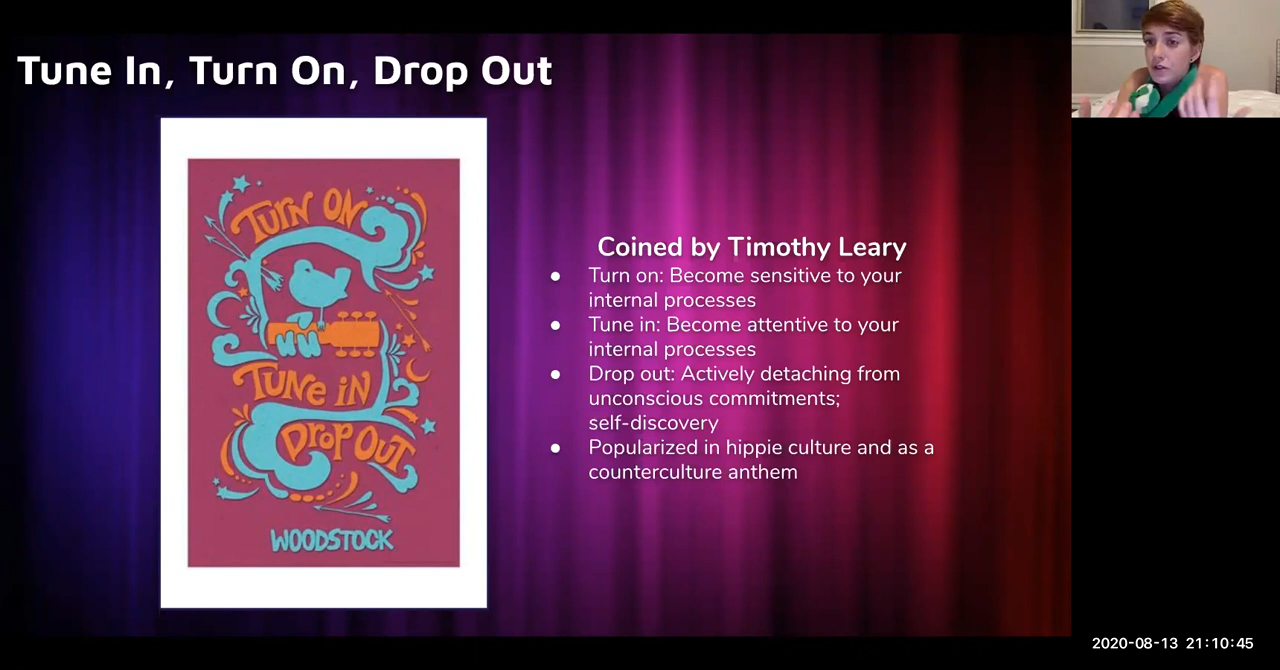 Tune In, Turn On, Drop Out
TURN ON
TUNE IN
DROP OUT
WOODSTOCK
Coined by Timothy Leary
● Turn on: Become sensitive to your
internal processes
● Tune in: Become attentive to your
internal processes
● Drop out: Actively detaching from
unconscious commitments;
self-discovery
● Popularized in hippie culture and as a
counterculture anthem
2020-08-13 21:10:45